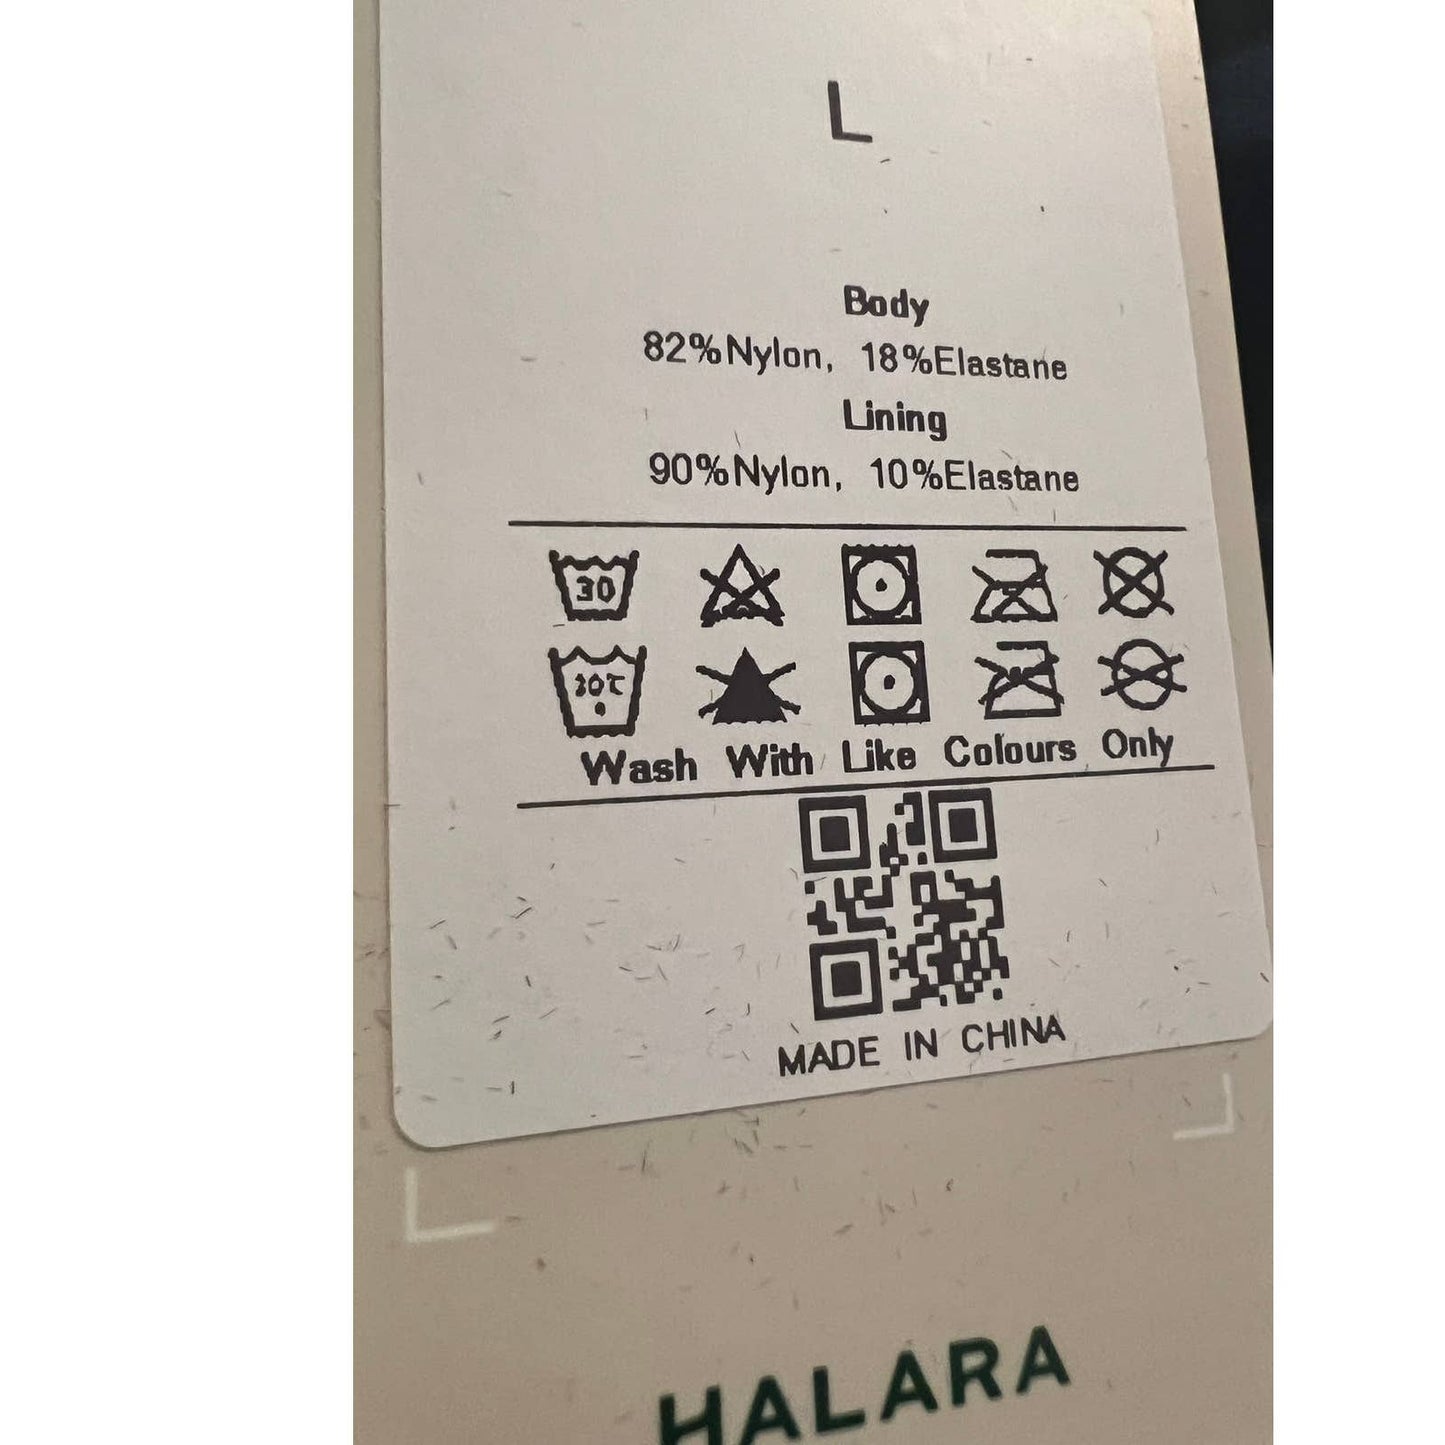 L
Body
82%Nylon, 18%Elastane
Lining
90%Nylon, 10%Elastane
30
30℃
Wash With Like Colours Only
MADE IN CHINA
HALARA